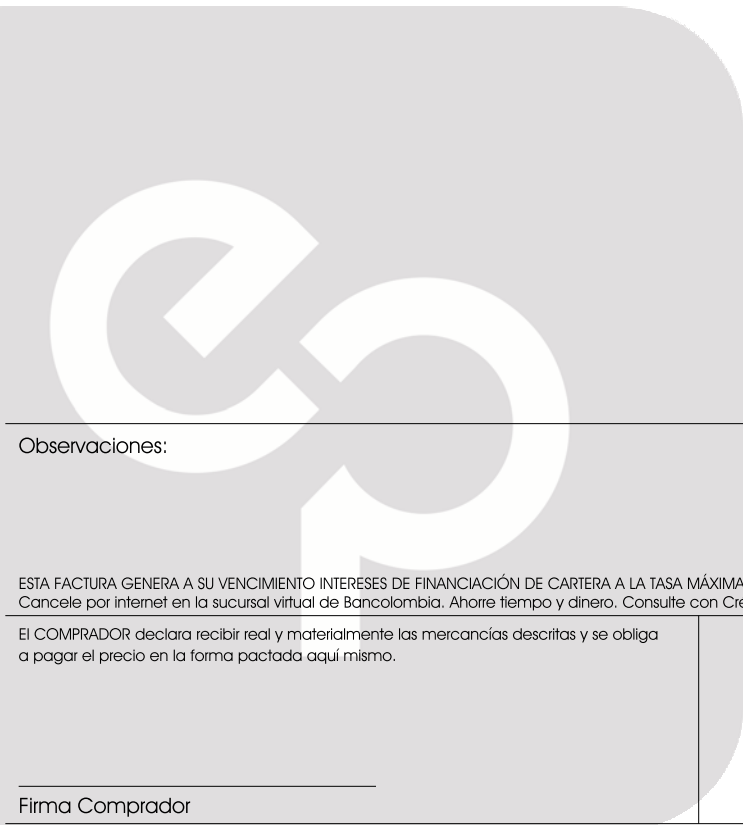 ep
Observaciones:
ESTA FACTURA GENERA A SU VENCIMIENTO INTERESES DE FINANCIACIÓN DE CARTERA A LA TASA MÁXIMA
Cancele por internet en la sucursal virtual de Bancolombia. Ahorre tiempo y dinero. Consulte con Cre
El COMPRADOR declara recibir real y materialmente las mercancías descritas y se obliga
a pagar el precio en la forma pactada aquí mismo.
Firma Comprador